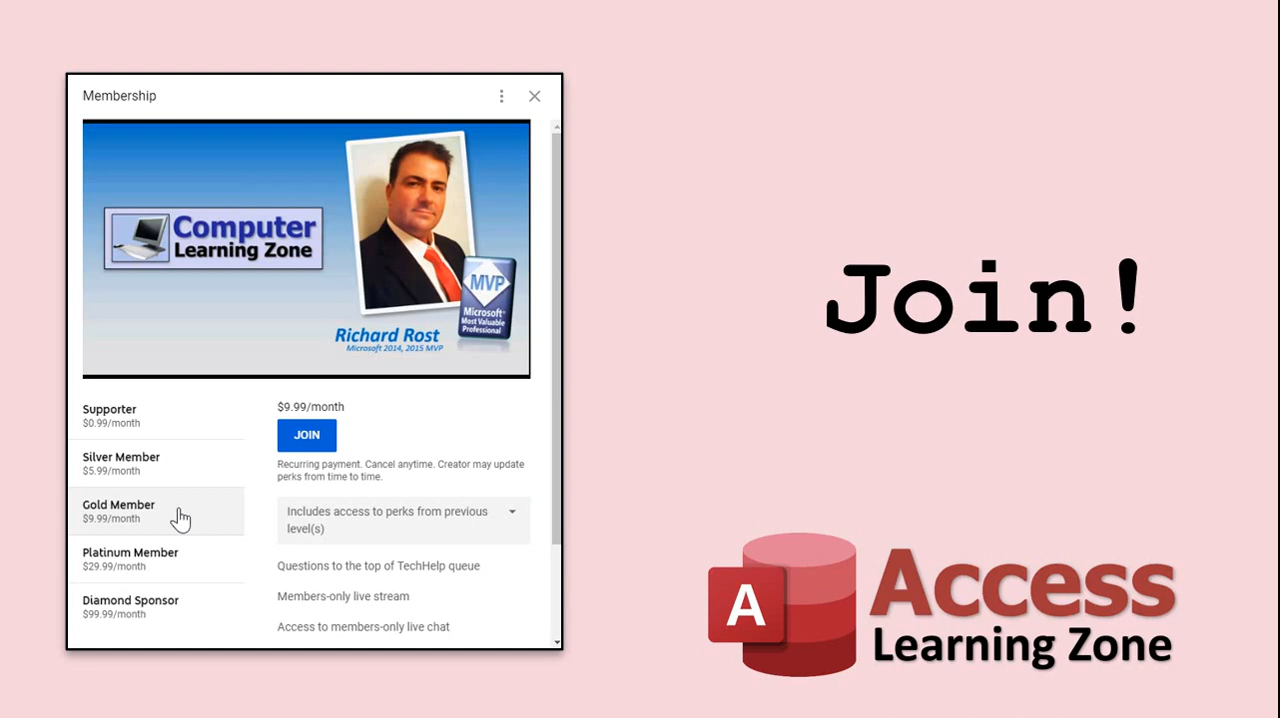 Membership
Computer
Learning Zone
MVP
Microsoft®
Most Valuable
Professional
Richard Rost
Microsoft 2014, 2015 MVP
Supporter
$0.99/month
Silver Member
$5.99/month
Gold Member
$9.99/month
Platinum Member
$29.99/month
Diamond Sponsor
$99.99/month
$9.99/month
JOIN
Recurring payment. Cancel anytime. Creator may update
perks from time to time.
Includes access to perks from previous
level(s)
Questions to the top of TechHelp queue
Members-only live stream
Access to members-only live chat
Join!
A
Access
Learning Zone